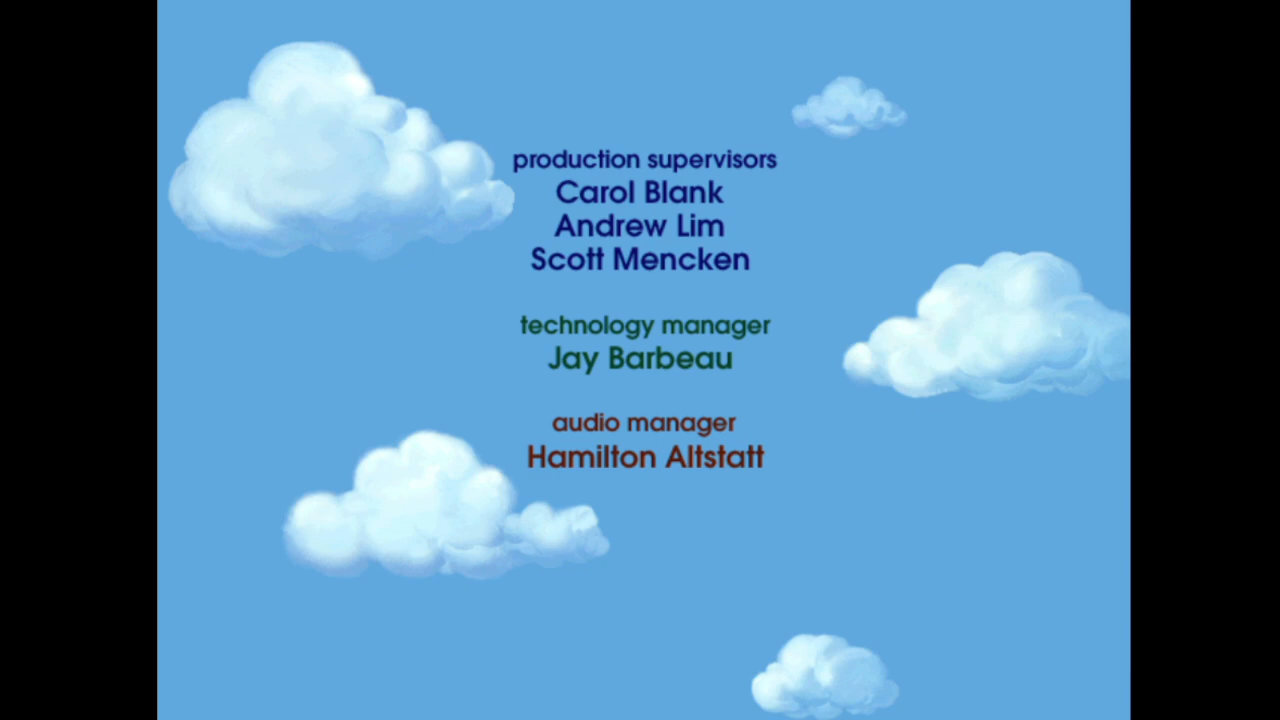 production supervisors
Carol Blank
Andrew Lim
Scott Mencken
technology manager
Jay Barbeau
audio manager
Hamilton Altstatt